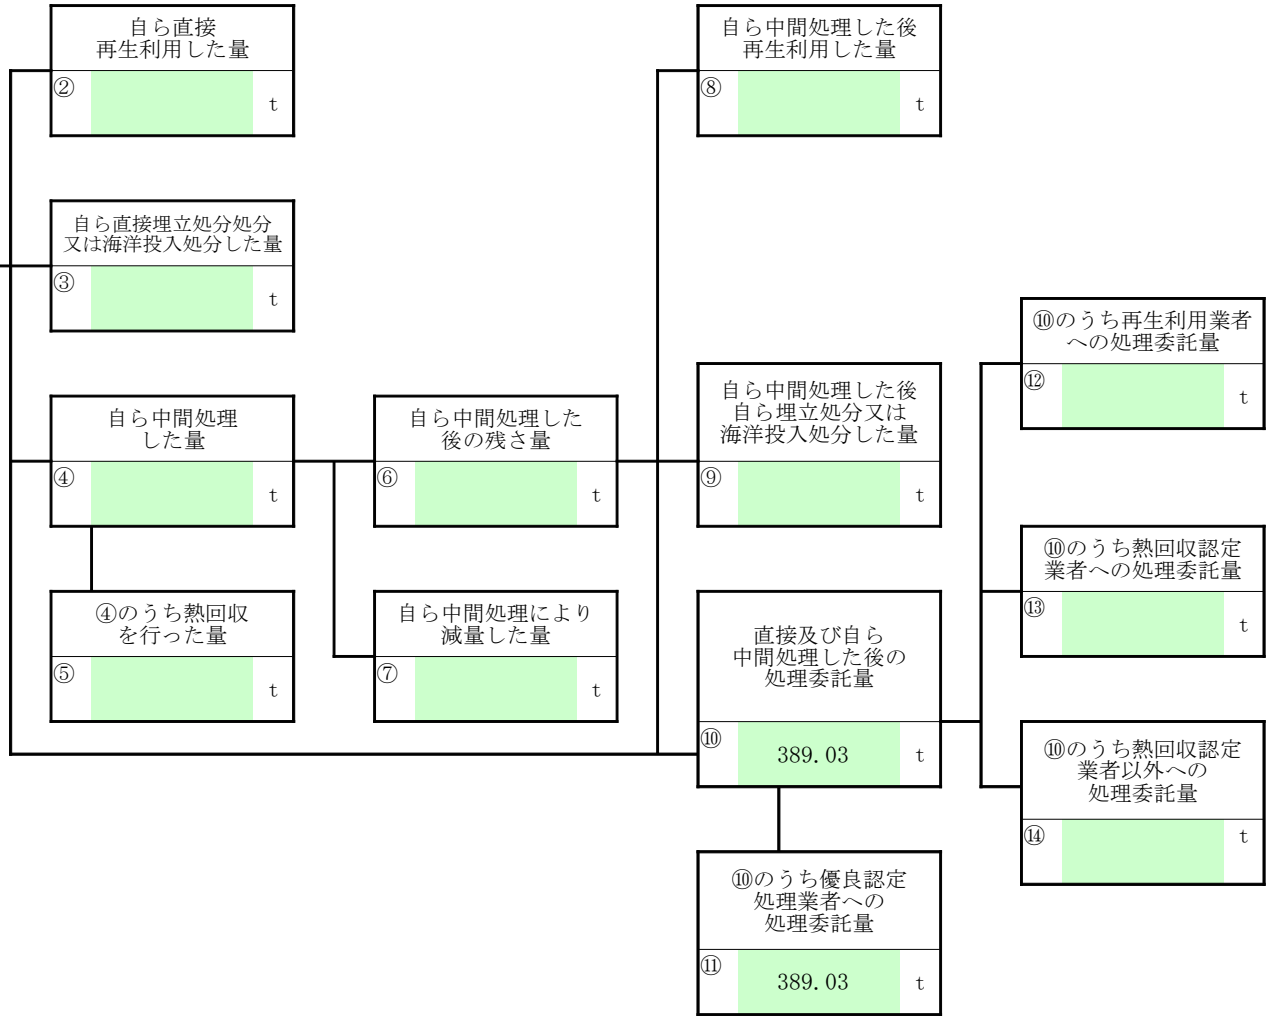 自ら直接
再生利用した量
②
t
自ら中間処理した後
再生利用した量
⑧
t
自ら直接埋立処分処分
又は海洋投入処分した量
③
t
⑩のうち再生利用業者
への処理委託量
⑫
t
自ら中間処理
した量
④
t
自ら中間処理した
後の残さ量
⑥
t
自ら中間処理した後
自ら埋立処分又は
海洋投入処分した量
⑨
t
⑩のうち熱回収認定
業者への処理委託量
⑬
t
④のうち熱回収
を行った量
⑤
t
自ら中間処理により
減量した量
⑦
t
直接及び自ら
中間処理した後の
処理委託量
⑩
389.03 t
⑩のうち熱回収認定
業者以外への
処理委託量
⑭
t
⑩のうち優良認定
処理業者への
処理委託量
⑪
389.03 t